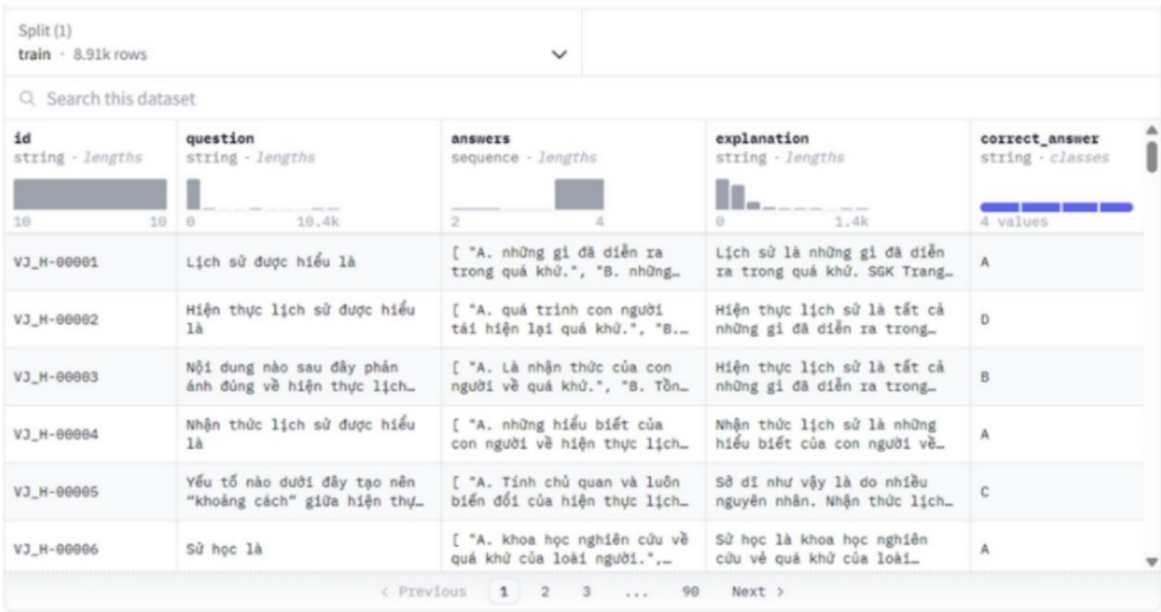 Split (1)
train · 8.91k rows
Search this dataset
id
string · lengths
10 10
question
string · lengths
0 10.4k
answers
sequence · lengths
2 4
explanation
string · lengths
0 1.4k
correct_answer
string · classes
4 values
VJ_H-00001
Lịch sử được hiểu là
[ "A. những gì đã diễn ra
trong quá khứ.", "B. những…
Lịch sử là những gì đã diễn
ra trong quá khứ. SGK Trang…
A
VJ_H-00002
Hiện thực lịch sử được hiểu
là
[ "A. quá trình con người
tái hiện lại quá khứ.", "B.…
Hiện thực lịch sử là tất cả
những gì đã diễn ra trong…
D
VJ_H-00003
Nội dung nào sau đây phản
ánh đúng về hiện thực lịch…
[ "A. Là nhận thức của con
người về quá khứ.", "B. Tồn…
Hiện thực lịch sử là tất cả
những gì đã diễn ra trong…
B
VJ_H-00004
Nhận thức lịch sử được hiểu
là
[ "A. những hiểu biết của
con người về hiện thực lịch…
Nhận thức lịch sử là những
hiểu biết của con người về…
A
VJ_H-00005
Yếu tố nào dưới đây tạo nên
“khoảng cách” giữa hiện thự…
[ "A. Tính chủ quan và luôn
biến đổi của hiện thực lịch…
Sở dĩ như vậy là do nhiều
nguyên nhân. Nhận thức lịch…
C
VJ_H-00006
Sử học là
[ "A. khoa học nghiên cứu về
quá khứ của loài người.",…
Sử học là khoa học nghiên
cứu về quá khứ của loài…
A
< Previous 1 2 3 ... 90 Next >